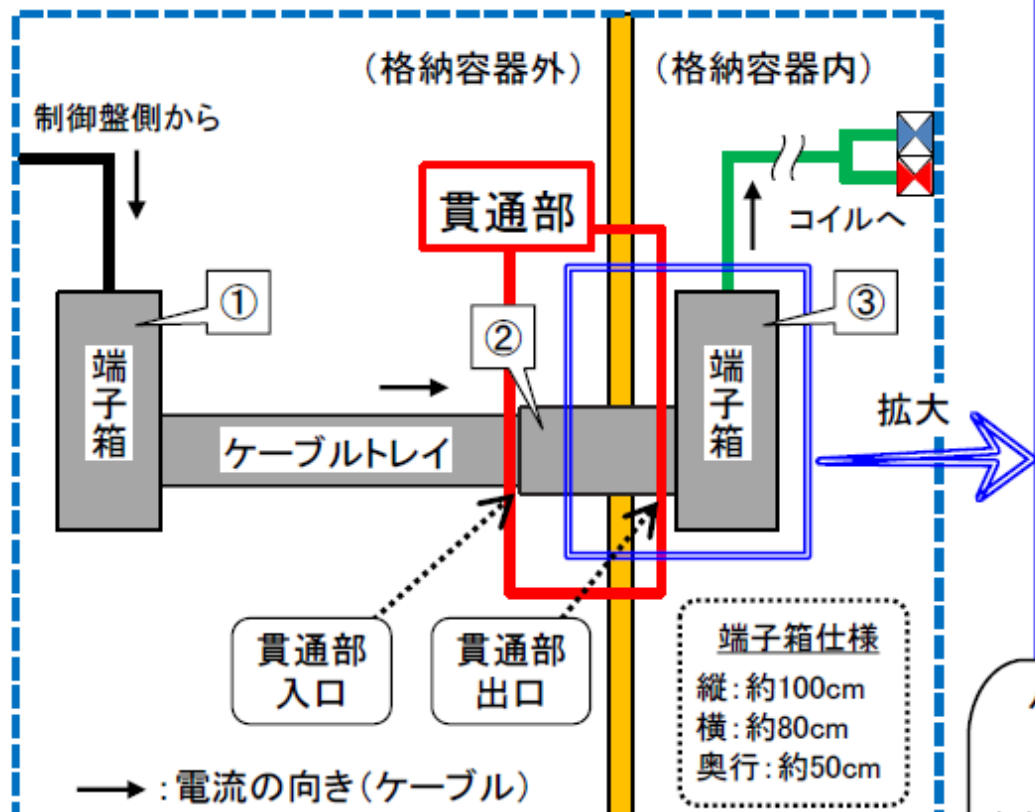 (格納容器外)
(格納容器内)
制御盤側から
貫通部
コイルへ
①
②
③
端子箱
端子箱
ケーブルトレイ
拡大
貫通部
入口
貫通部
出口
端子箱仕様
縦:約100cm
横:約80cm
奥行:約50cm
:電流の向き(ケーブル)